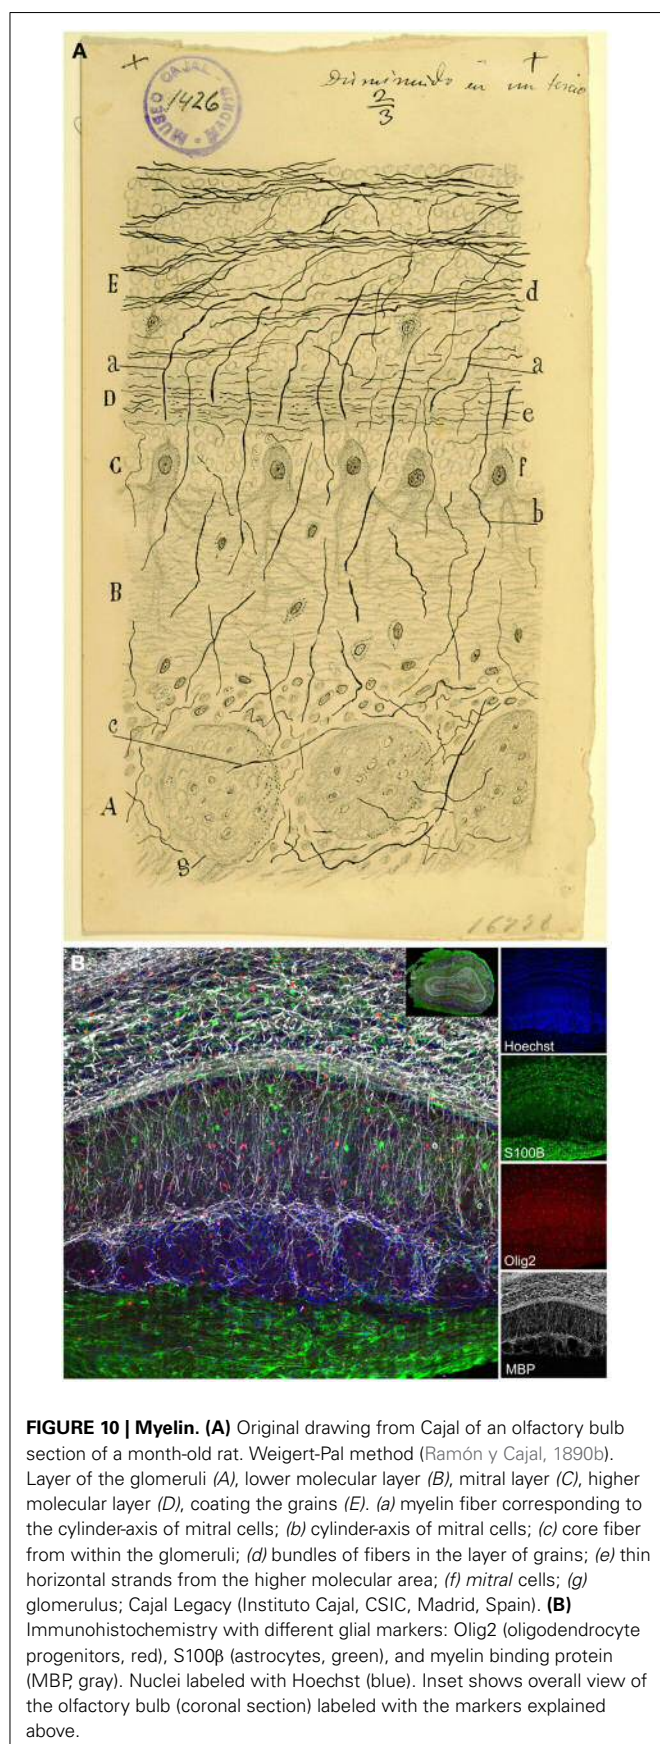 A
MUSEO CAJAL
MADRID
1426
Disminuido en un tercio
2
3
E
d
a
a
D
e
C
f
b
B
c
A
g
B
Hoechst
S100B
Olig2
MBP
FIGURE 10 | Myelin. (A) Original drawing from Cajal of an olfactory bulb
section of a month-old rat. Weigert-Pal method (Ramón y Cajal, 1890b).
Layer of the glomeruli (A), lower molecular layer (B), mitral layer (C), higher
molecular layer (D), coating the grains (E). (a) myelin fiber corresponding to
the cylinder-axis of mitral cells; (b) cylinder-axis of mitral cells; (c) core fiber
from within the glomeruli; (d) bundles of fibers in the layer of grains; (e) thin
horizontal strands from the higher molecular area; (f) mitral cells; (g)
glomerulus; Cajal Legacy (Instituto Cajal, CSIC, Madrid, Spain). (B)
Immunohistochemistry with different glial markers: Olig2 (oligodendrocyte
progenitors, red), S100β (astrocytes, green), and myelin binding protein
(MBP, gray). Nuclei labeled with Hoechst (blue). Inset shows overall view of
the olfactory bulb (coronal section) labeled with the markers explained
above.